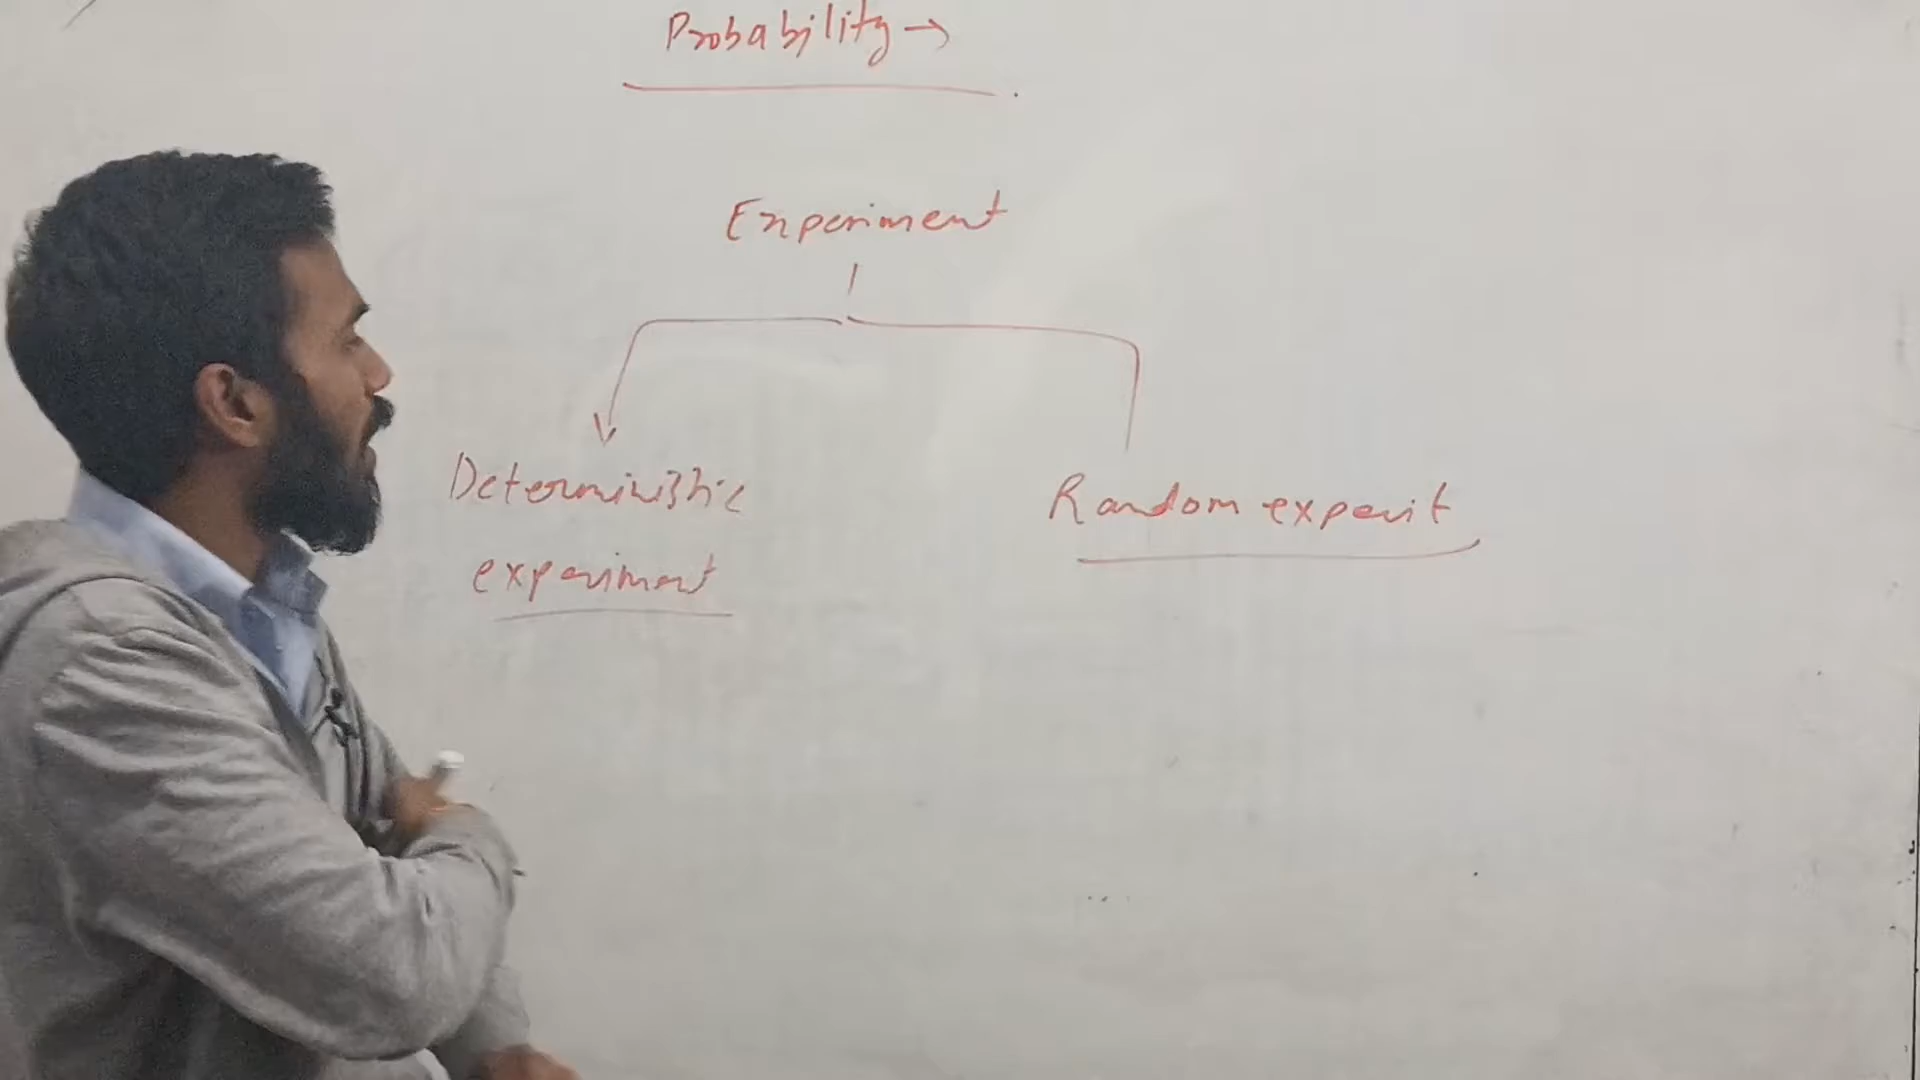 Probability →
Experiment
Deterministic
experiment
Random experit